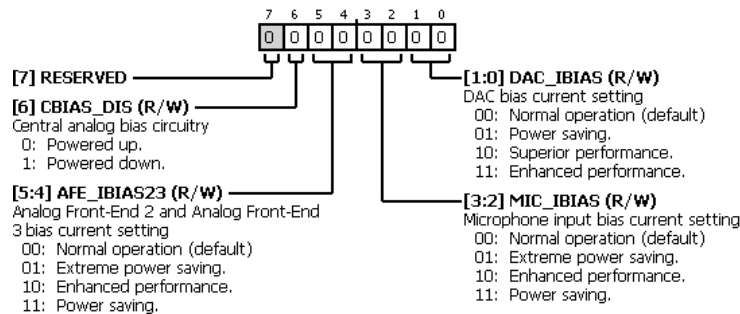 7 6 5 4 3 2 1 0
0 0 0 0 0 0 0 0
[7] RESERVED
[6] CBIAS_DIS (R/W)
Central analog bias circuitry
0: Powered up.
1: Powered down.
[5:4] AFE_IBIAS23 (R/W)
Analog Front-End 2 and Analog Front-End
3 bias current setting
00: Normal operation (default)
01: Extreme power saving.
10: Enhanced performance.
11: Power saving.
[1:0] DAC_IBIAS (R/W)
DAC bias current setting
00: Normal operation (default)
01: Power saving.
10: Superior performance.
11: Enhanced performance.
[3:2] MIC_IBIAS (R/W)
Microphone input bias current setting
00: Normal operation (default)
01: Extreme power saving.
10: Enhanced performance.
11: Power saving.